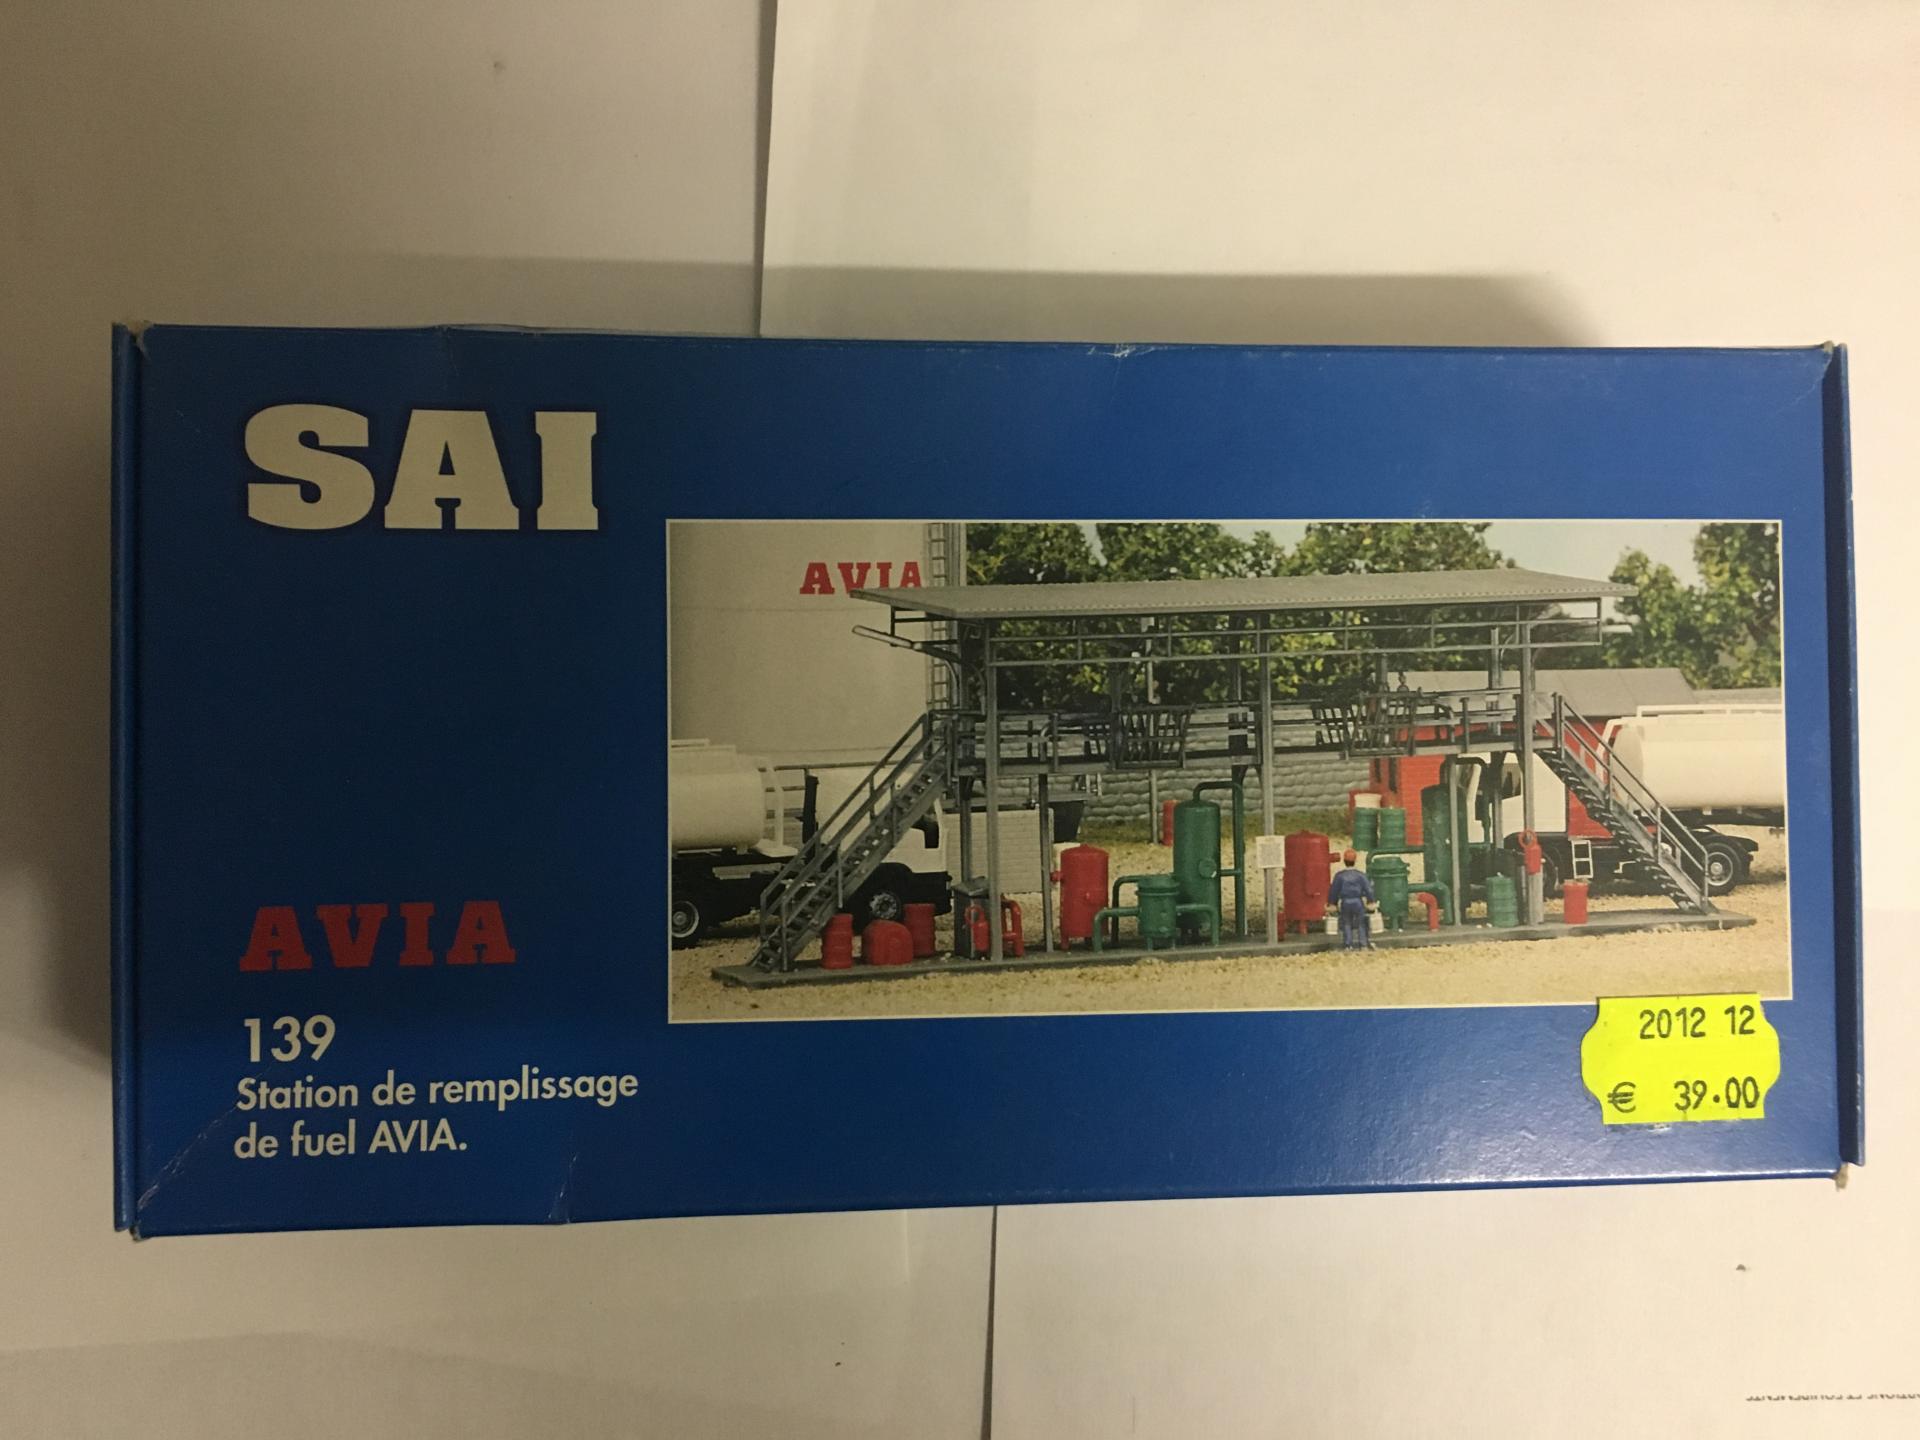 SAI
AVIA
AVIA
139
Station de remplissage
de fuel AVIA.
2012 12
€ 39.00